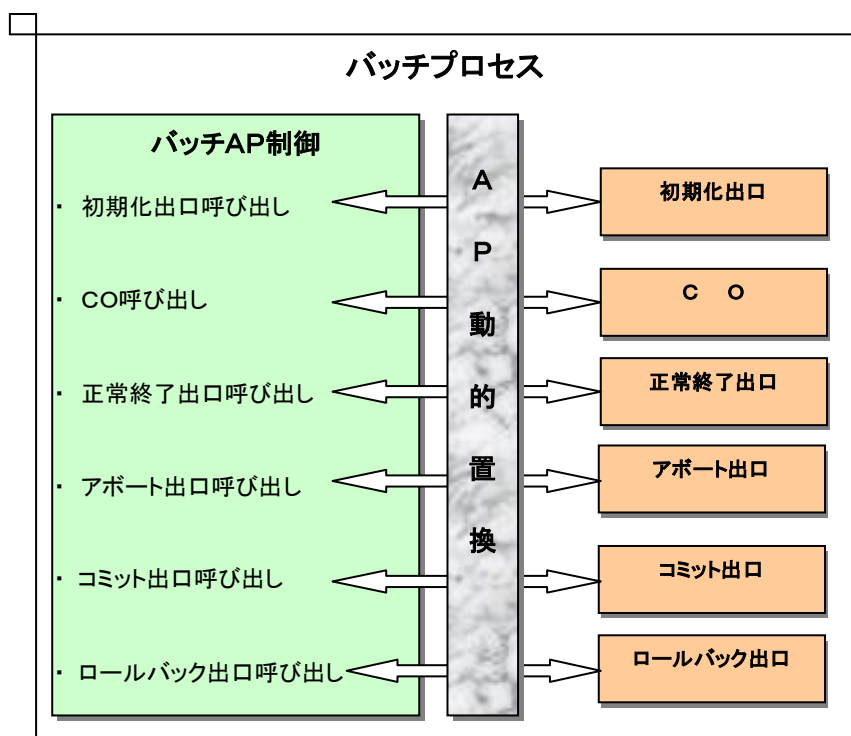 バッチプロセス
バッチAP制御
・ 初期化出口呼び出し
・ CO呼び出し
・ 正常終了出口呼び出し
・ アボート出口呼び出し
・ コミット出口呼び出し
・ ロールバック出口呼び出し
A
P
動
的
置
換
初期化出口
C O
正常終了出口
アボート出口
コミット出口
ロールバック出口